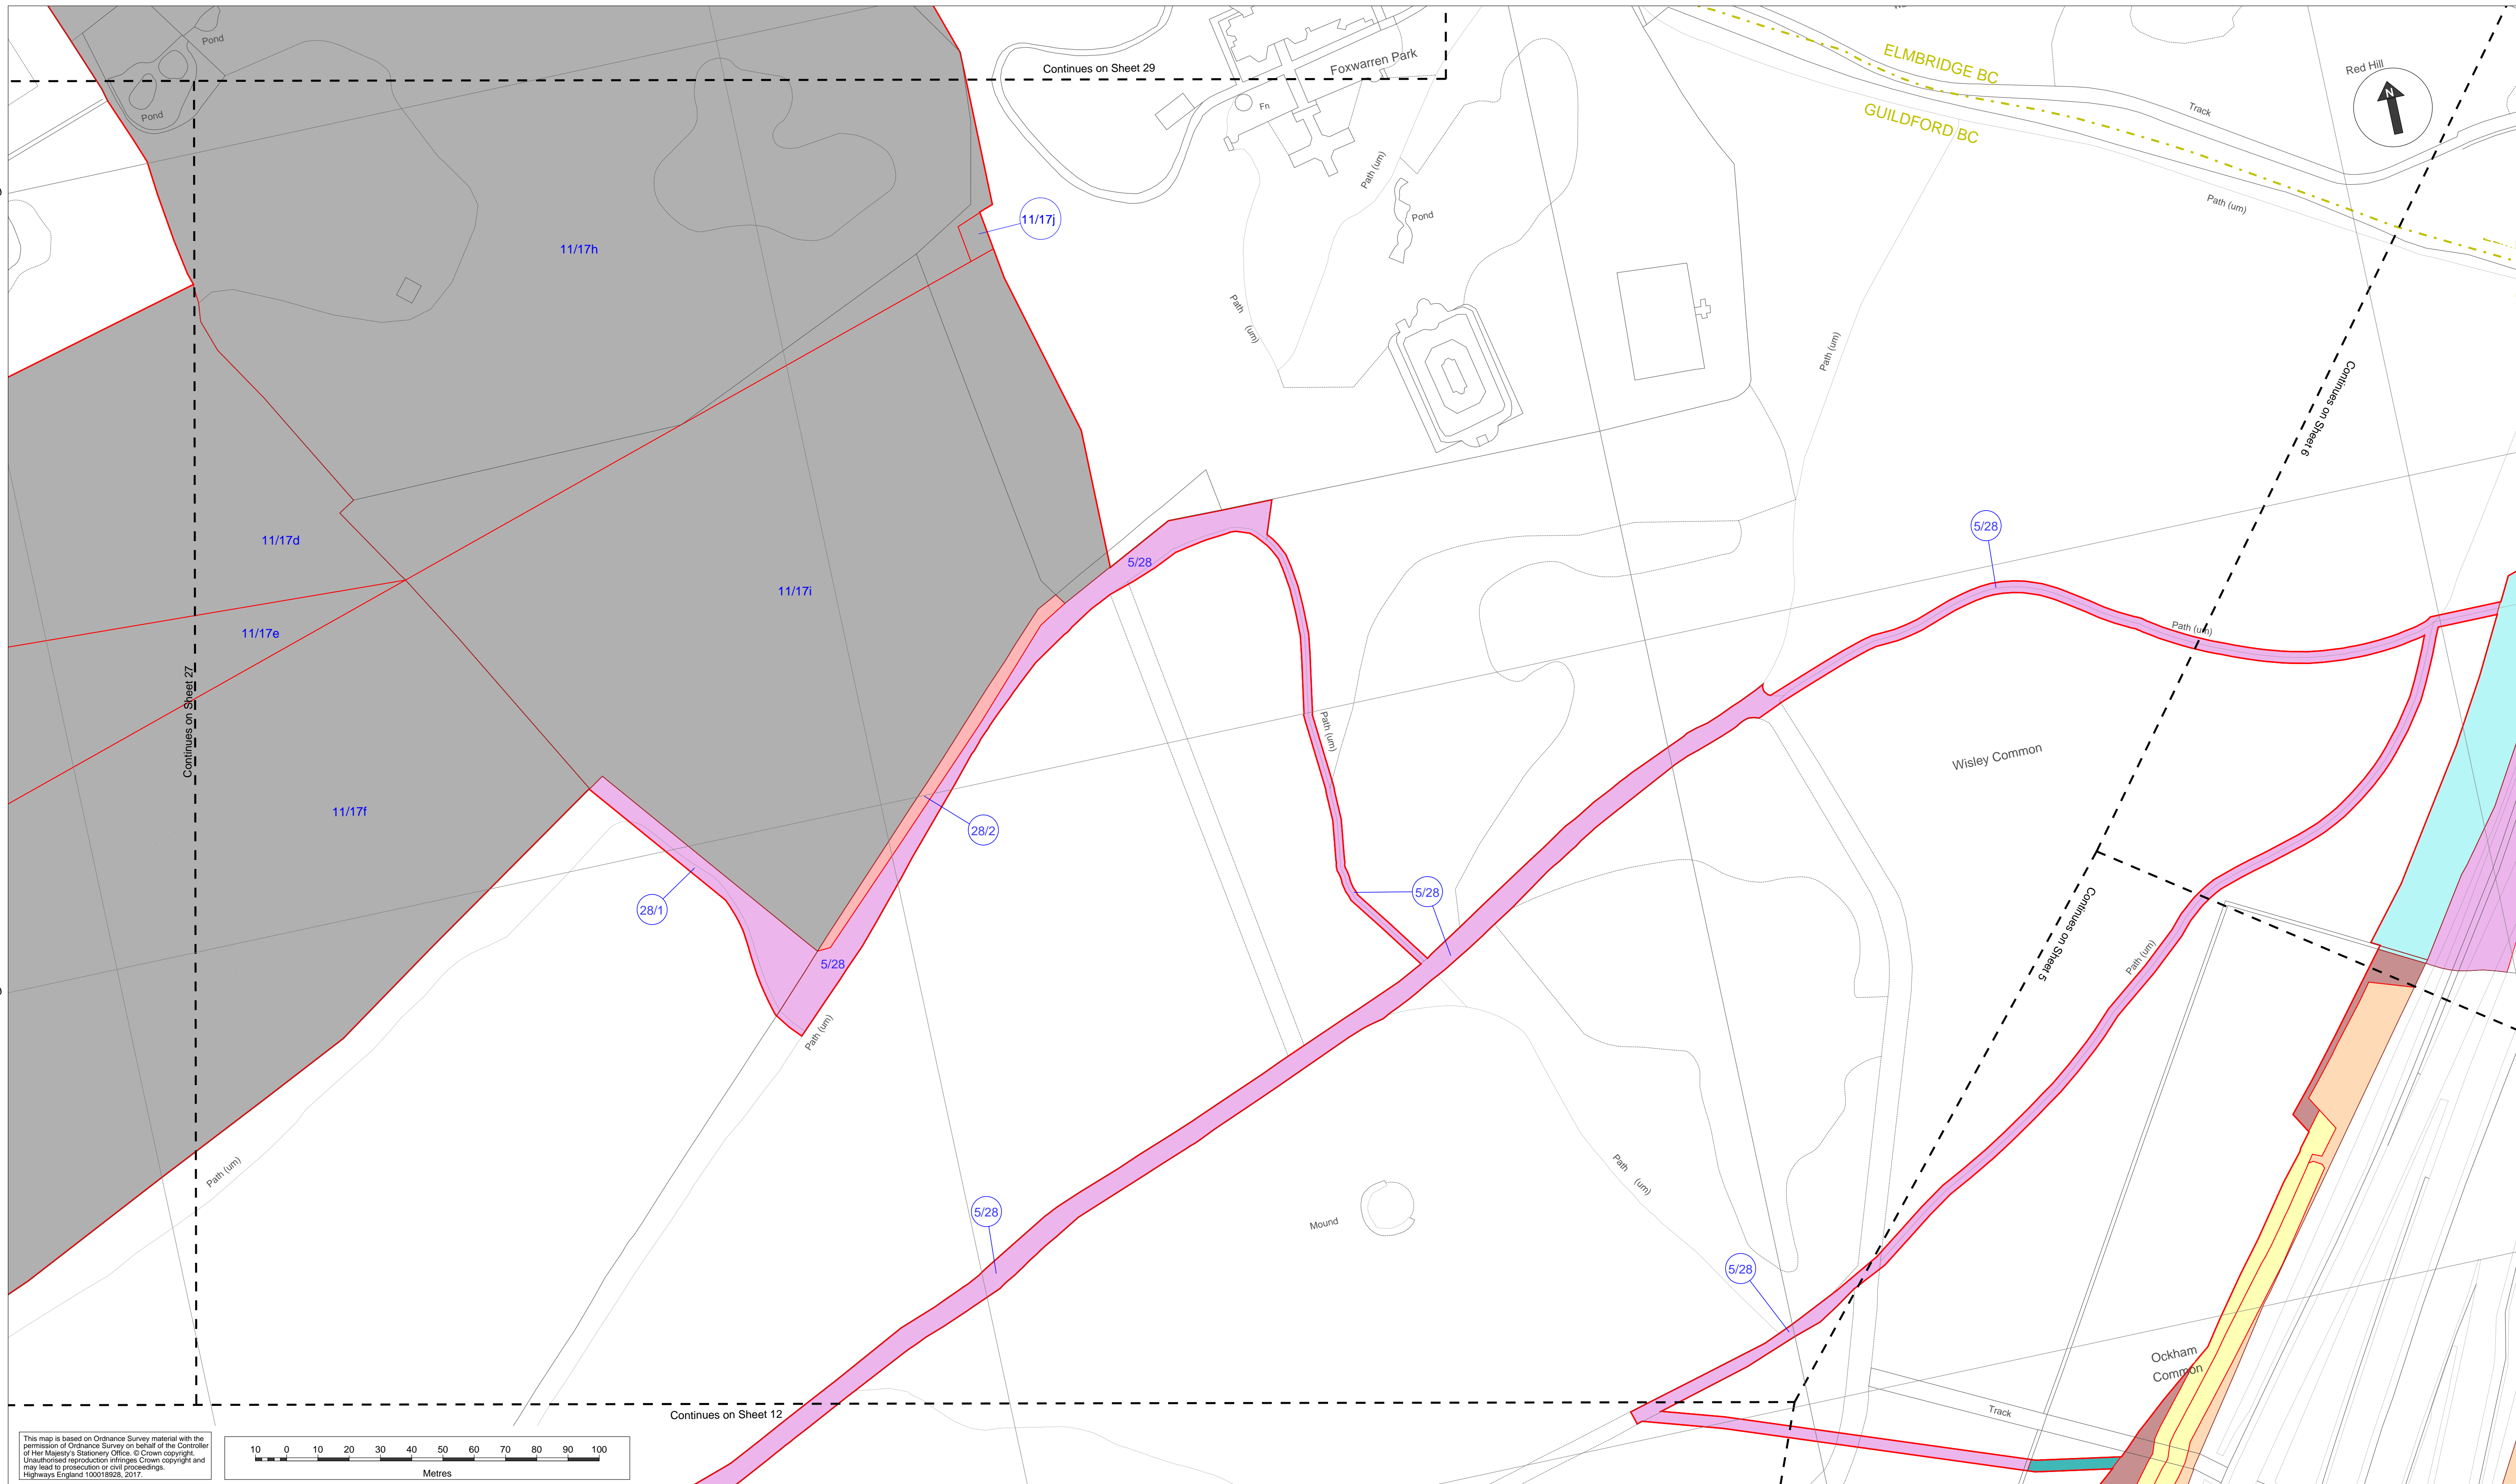 Pond
Continues on Sheet 29
Foxwarren Park
ELMBRIDGE BC
Red Hill
N
Pond
Fn
GUILDFORD BC
Track
Path (um)
Path (um)
11/17j
Pond
11/17h
Path
(um)
Path (um)
Continues on Sheet 6
11/17d
5/28
5/28
11/17i
11/17e
Path (um)
Continues on Sheet 27
Path (um)
Wisley Common
11/17f
28/2
28/1
5/28
5/28
Continues on Sheet 5
Path (um)
Path (um)
Path (um)
Path
(um)
5/28
Mound
5/28
Ockham
Common
Track
Continues on Sheet 12
This map is based on Ordnance Survey material with the
permission of Ordnance Survey on behalf of the Controller
of Her Majesty's Stationery Office. © Crown copyright.
Unauthorised reproduction infringes Crown copyright and
may lead to prosecution or civil proceedings.
Highways England 100018928, 2017.
10 0 10 20 30 40 50 60 70 80 90 100
Metres